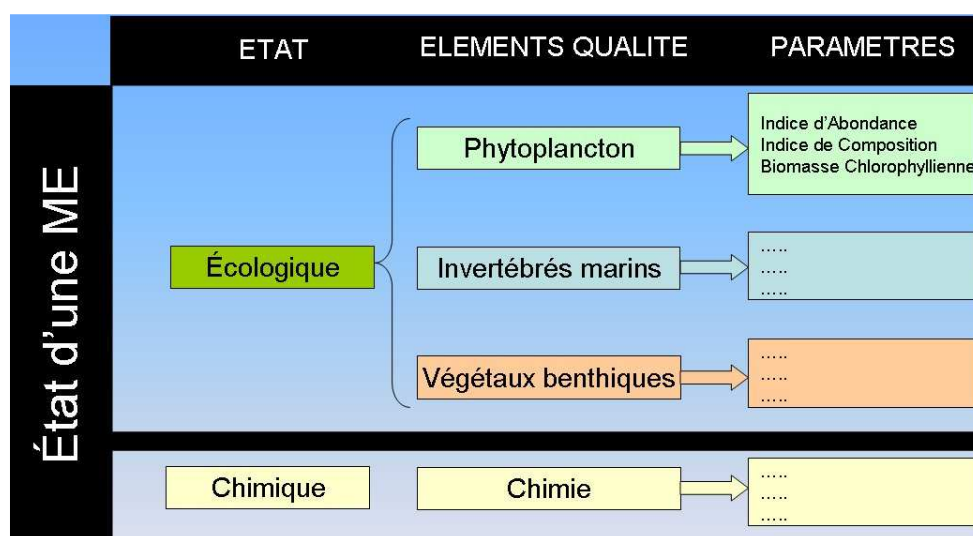 ETAT
ELEMENTS QUALITE
PARAMETRES
État d'une ME
Écologique
Phytoplancton
Indice d'Abondance
Indice de Composition
Biomasse Chlorophyllienne
Invertébrés marins
.....
.....
.....
Végétaux benthiques
.....
.....
.....
Chimique
Chimie
.....
.....
.....